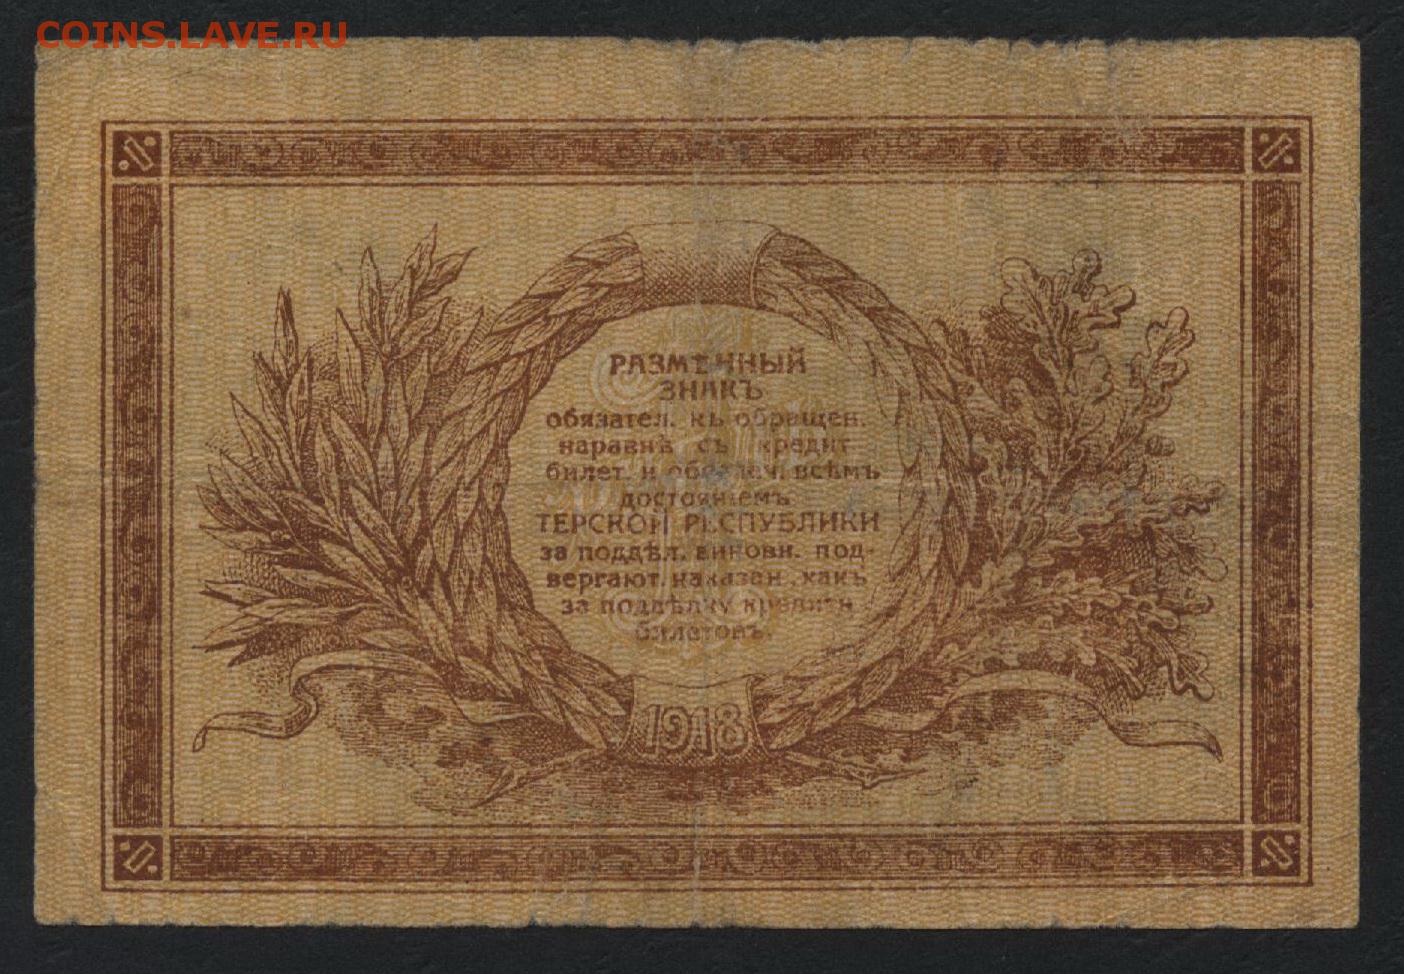 COINS.LAVE.RU
РАЗМѢННЫЙ
ЗНАКЪ
обязател. къ обращен.
наравнѣ съ кредит
билет. и обезпеч. всѣмъ
достояніемъ
ТЕРСКОЙ РЕСПУБЛИКИ
за поддѣл. виновн. под-
вергают. наказан. какъ
за поддѣлку кредитн
билетовъ.
1918